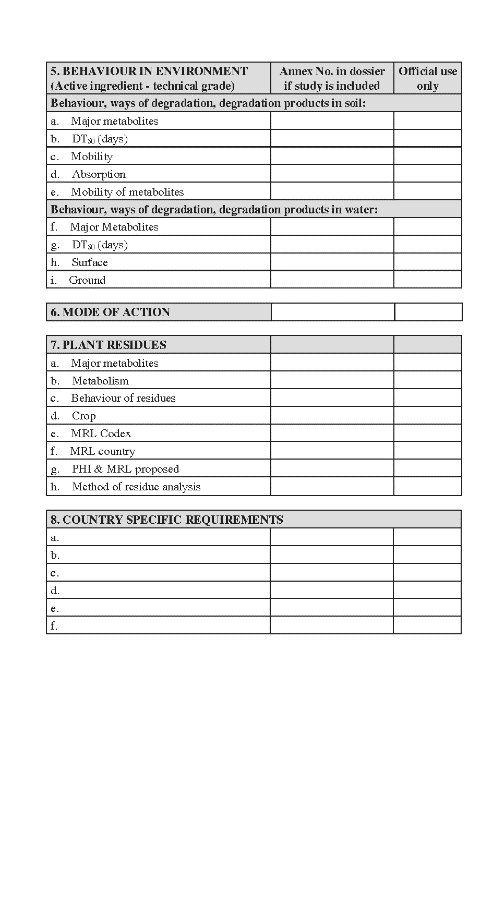 5. BEHAVIOUR IN ENVIRONMENT Annex No. in dossier Official use
(Active ingredient - technical grade) if study is included only
Behaviour, ways of degradation, degradation products in soil:
a. Major metabolites
b. DT₅₀ (days)
c. Mobility
d. Absorption
e. Mobility of metabolites
Behaviour, ways of degradation, degradation products in water:
f. Major Metabolites
g. DT₅₀ (days)
h. Surface
i. Ground
6. MODE OF ACTION
7. PLANT RESIDUES
a. Major metabolites
b. Metabolism
c. Behaviour of residues
d. Crop
e. MRL Codex
f. MRL country
g. PHI & MRL proposed
h. Method of residue analysis
8. COUNTRY SPECIFIC REQUIREMENTS
a.
b.
c.
d.
e.
f.